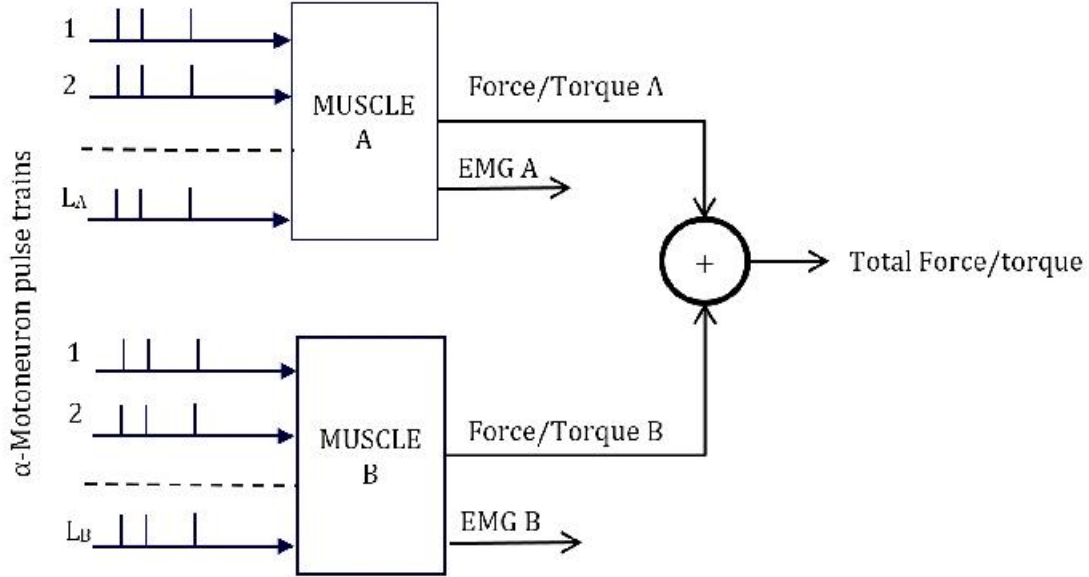 α-Motoneuron pulse trains
1
2
LA
MUSCLE
A
Force/Torque A
EMG A
+
Total Force/torque
1
2
LB
MUSCLE
B
Force/Torque B
EMG B